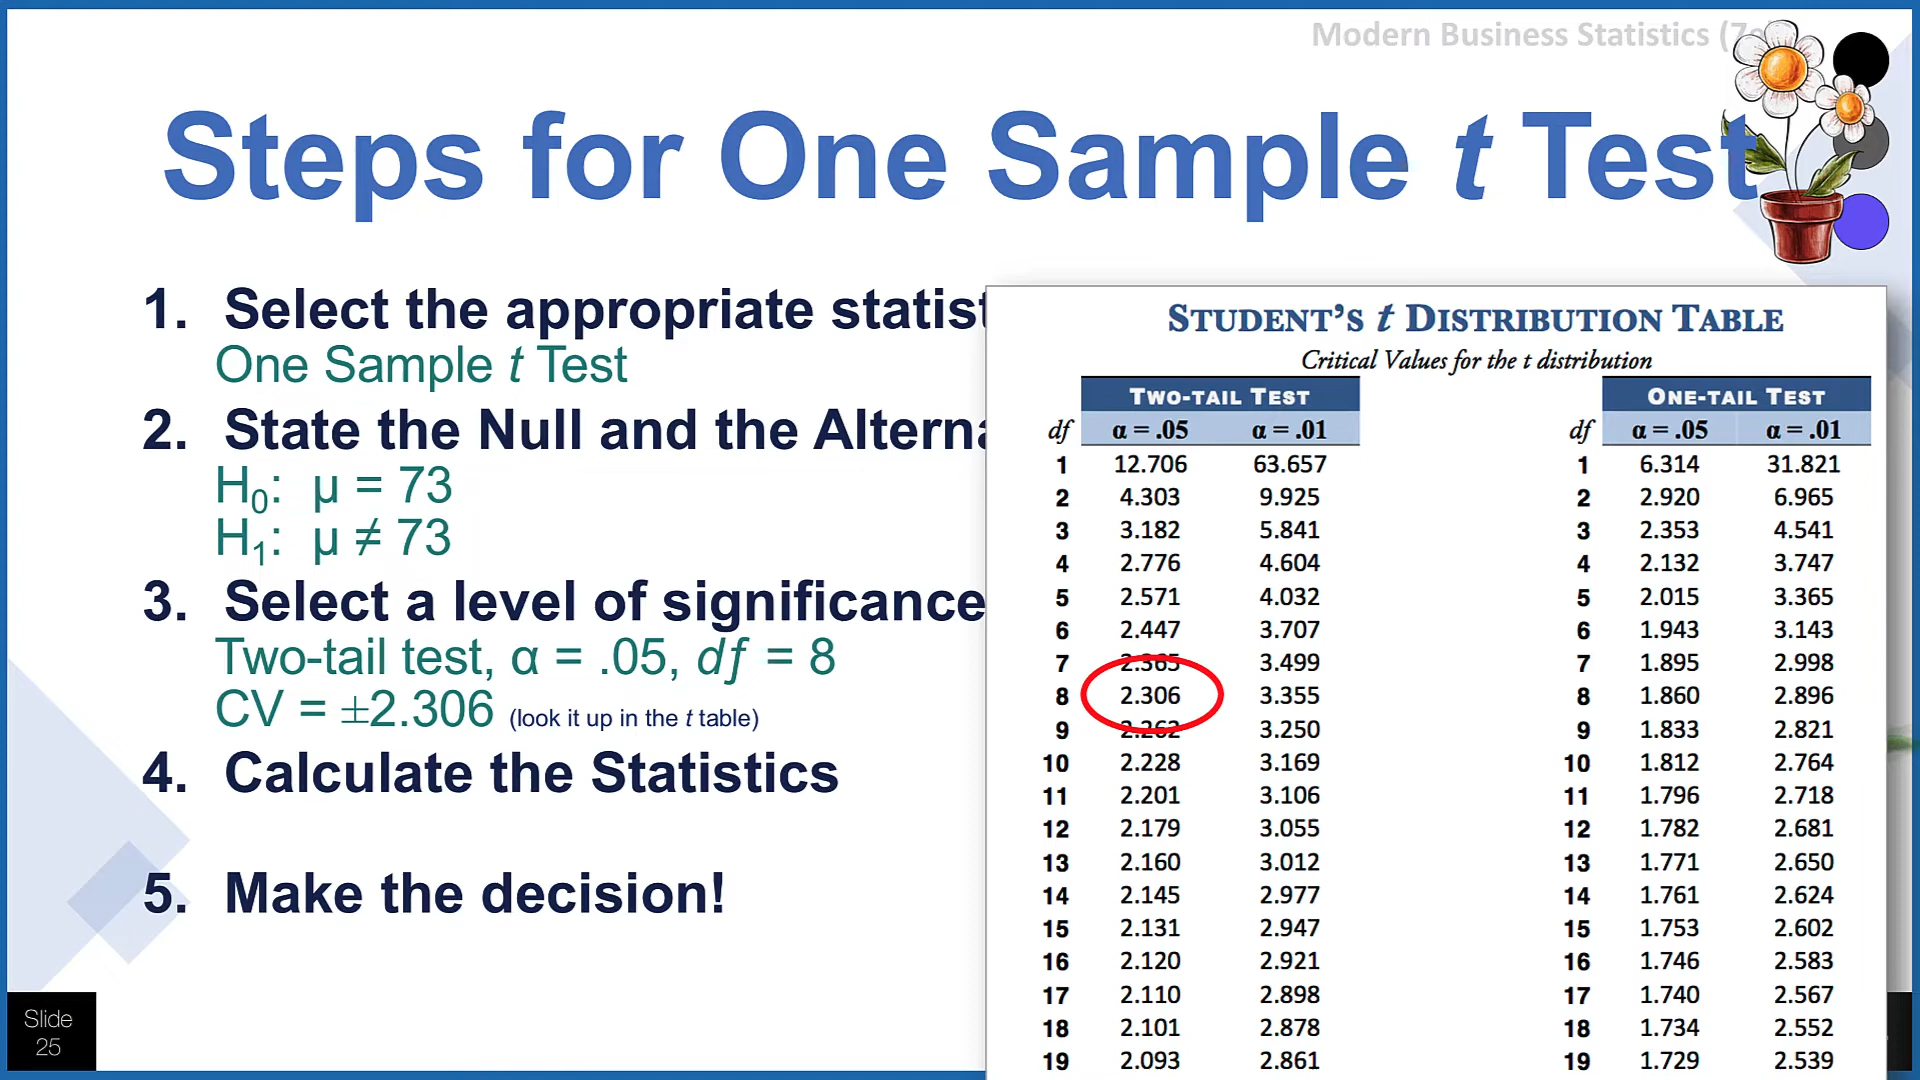 Modern Business Statistics (7e
Steps for One Sample t Test
1. Select the appropriate statist
One Sample t Test
2. State the Null and the Alterna
H₀: μ = 73
H₁: μ ≠ 73
3. Select a level of significance
Two-tail test, α = .05, df = 8
CV = ±2.306 (look it up in the t table)
4. Calculate the Statistics
5. Make the decision!
Slide
25
STUDENT'S t DISTRIBUTION TABLE
Critical Values for the t distribution
TWO-TAIL TEST ONE-TAIL TEST
df α = .05 α = .01 df α = .05 α = .01
1 12.706 63.657 1 6.314 31.821
2 4.303 9.925 2 2.920 6.965
3 3.182 5.841 3 2.353 4.541
4 2.776 4.604 4 2.132 3.747
5 2.571 4.032 5 2.015 3.365
6 2.447 3.707 6 1.943 3.143
7 2.365 3.499 7 1.895 2.998
8 2.306 3.355 8 1.860 2.896
9 2.262 3.250 9 1.833 2.821
10 2.228 3.169 10 1.812 2.764
11 2.201 3.106 11 1.796 2.718
12 2.179 3.055 12 1.782 2.681
13 2.160 3.012 13 1.771 2.650
14 2.145 2.977 14 1.761 2.624
15 2.131 2.947 15 1.753 2.602
16 2.120 2.921 16 1.746 2.583
17 2.110 2.898 17 1.740 2.567
18 2.101 2.878 18 1.734 2.552
19 2.093 2.861 19 1.729 2.539